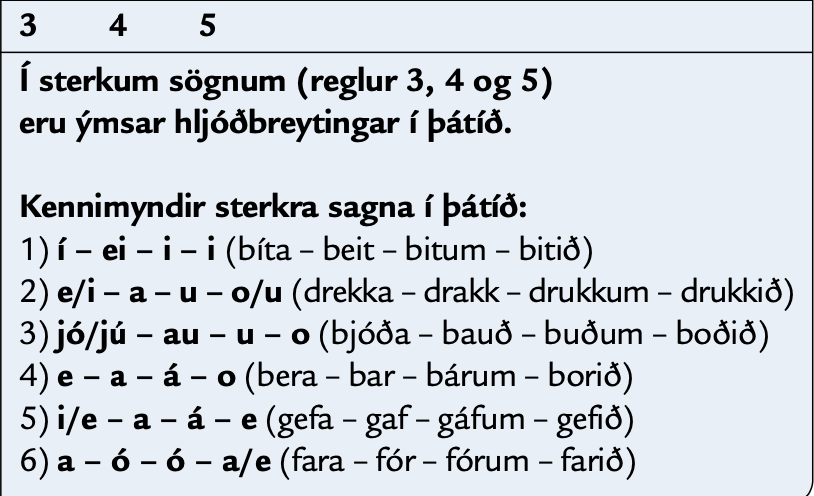 3 4 5
Í sterkum sögnum (reglur 3, 4 og 5)
eru ýmsar hljóðbreytingar í þátíð.
Kennimyndir sterkra sagna í þátíð:
1) í – ei – i – i (bíta – beit – bitum – bitið)
2) e/i – a – u – o/u (drekka – drakk – drukkum – drukkið)
3) jó/jú – au – u – o (bjóða – bauð – buðum – boðið)
4) e – a – á – o (bera – bar – bárum – borið)
5) i/e – a – á – e (gefa – gaf – gáfum – gefið)
6) a – ó – ó – a/e (fara – fór – fórum – farið)